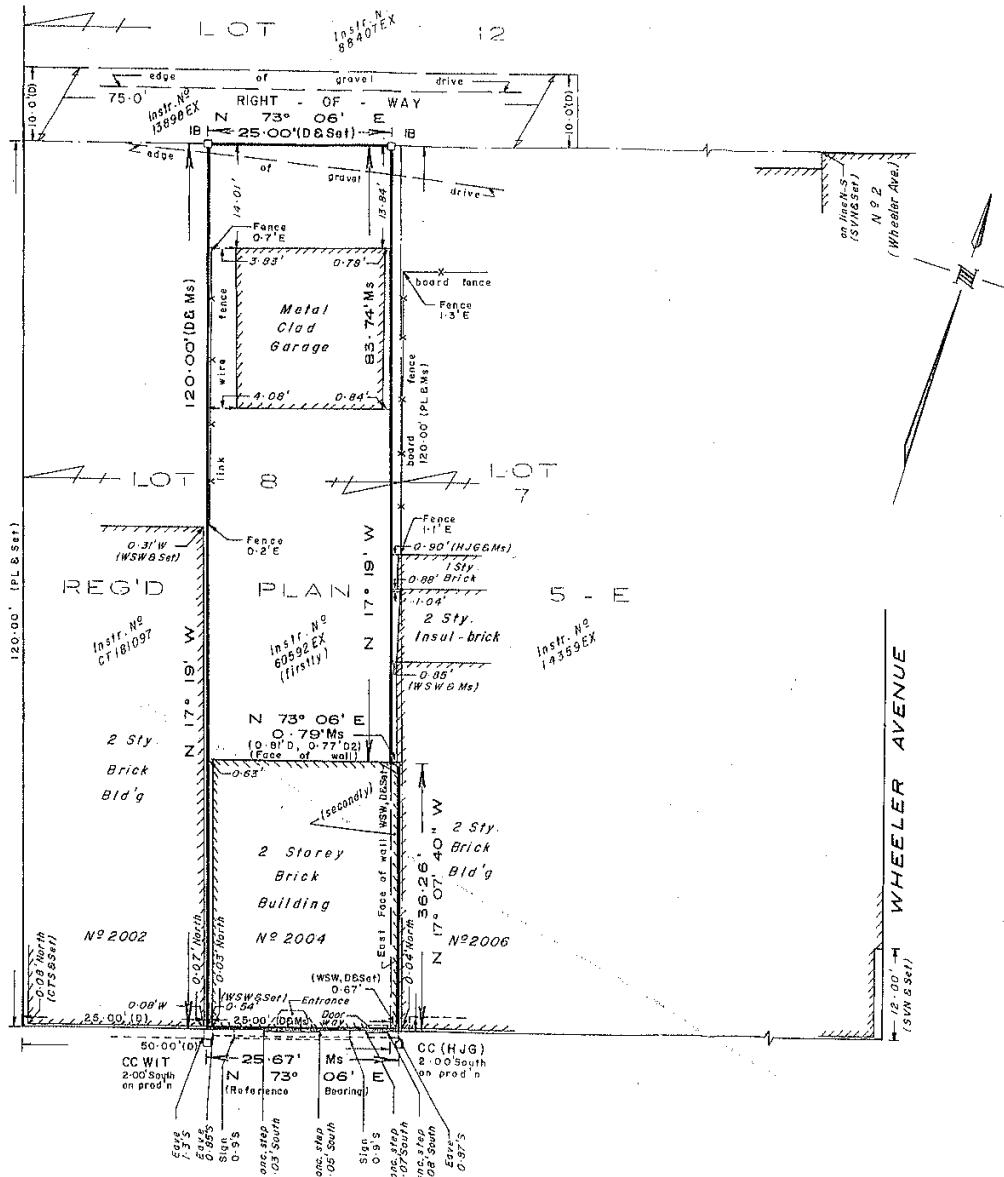 LOT 12
Instr. Nº
88407EX
10.0'(D)
edge of gravel drive
75.0'
RIGHT - OF - WAY
10.0'(D)
Instr. Nº
13898EX
N 73° 06' E
IB
25.00'(D&Set)
IB
edge of gravel drive
14.01'
13.84'
on line N-S
(SVN&Set)
Nº 2
(Wheeler Ave.)
Fence
0.7'E
3.83'
0.78'
board fence
Fence
1.3'E
120.00'(D&Ms)
fence
wire
link
Metal
Clad
Garage
83.74'Ms
4.08'
0.84'
board fence
120.00'(PL&Ms)
LOT 8
LOT
7
120.00' (PL&Set)
0.31'W
(WSW&Set)
Fence
0.2'E
Fence
1.1'E
0.90'(HJG&Ms)
1 Sty.
0.88' Brick
1.04'
2 Sty.
Insul-brick
0.85'
(WSW&Ms)
REG'D PLAN 5-E
Instr. Nº
CT181097
Instr. Nº
60592EX
(firstly)
Instr. Nº
14359EX
N 17° 19' W
N 17° 19' W
N 73° 06' E
0.79'Ms
(0.81'D, 0.77'D2)
(Face of wall)
0.63'
2 Sty.
Brick
Bld'g
(secondly)
East Face of wall (WSW,D&Set)
2 Storey
Brick
Building
36.26'
N 17° 07' 40" W
2 Sty.
Brick
Bld'g
WHEELER AVENUE
Nº 2002
Nº 2004
Nº 2006
0.08' North
(CTS&Set)
0.07' North
0.03' North
0.04' North
(WSW,D&Set)
0.67'
(WSW&Set)
0.54'
Entrance
Door
way
0.08'W
25.00'(D)
25.00' (D&Ms)
12.00'
(SVN&Set)
50.00'(D)
CC WIT
2.00'South
on prod'n
25.67' Ms
N 73° 06' E
(Reference Bearing)
CC (HJG)
2.00'South
on prod'n
Eave
1.3'S
Eave
0.85'S
Sign
0.9'S
onc. step
.03'South
onc. step
.05'South
Sign
0.9'S
onc. step
.07'South
onc. step
.08'South
Eave
0.87'S